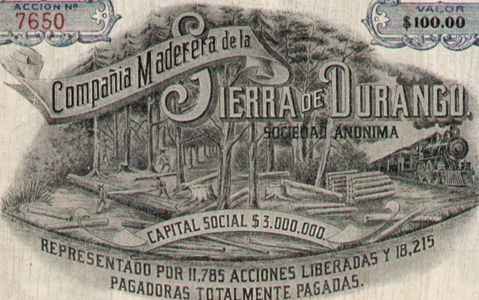 ACCION Nº
7650
VALOR
$100.00
Compañia Maderera de la
SIERRA DE DURANGO,
SOCIEDAD ANONIMA
CAPITAL SOCIAL $3.000,000.
REPRESENTADO POR 11,785 ACCIONES LIBERADAS Y 18,215
PAGADORAS TOTALMENTE PAGADAS.